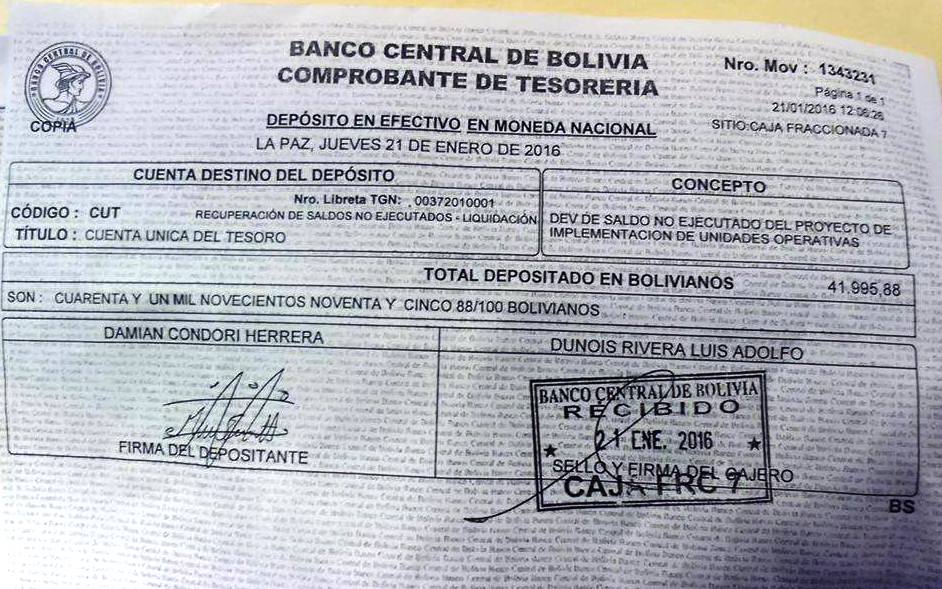 BANCO CENTRAL DE BOLIVIA
COMPROBANTE DE TESORERIA
Nro. Mov : 1343231
Página 1 de 1
21/01/2016 12:06:26
SITIO:CAJA FRACCIONADA 7
BANCO CENTRAL DE BOLIVIA
COPIA
DEPÓSITO EN EFECTIVO EN MONEDA NACIONAL
LA PAZ, JUEVES 21 DE ENERO DE 2016
CUENTA DESTINO DEL DEPÓSITO
Nro. Libreta TGN: 00372010001
CÓDIGO : CUT RECUPERACIÓN DE SALDOS NO EJECUTADOS - LIQUIDACIÓN
TÍTULO : CUENTA UNICA DEL TESORO
CONCEPTO
DEV DE SALDO NO EJECUTADO DEL PROYECTO DE
IMPLEMENTACION DE UNIDADES OPERATIVAS
TOTAL DEPOSITADO EN BOLIVIANOS 41.995,88
SON : CUARENTA Y UN MIL NOVECIENTOS NOVENTA Y CINCO 88/100 BOLIVIANOS
DAMIAN CONDORI HERRERA
FIRMA DEL DEPOSITANTE
DUNOIS RIVERA LUIS ADOLFO
BANCO CENTRAL DE BOLIVIA
RECIBIDO
21 ENE. 2016
SELLO Y FIRMA DEL CAJERO
CAJA FRC 7
BS